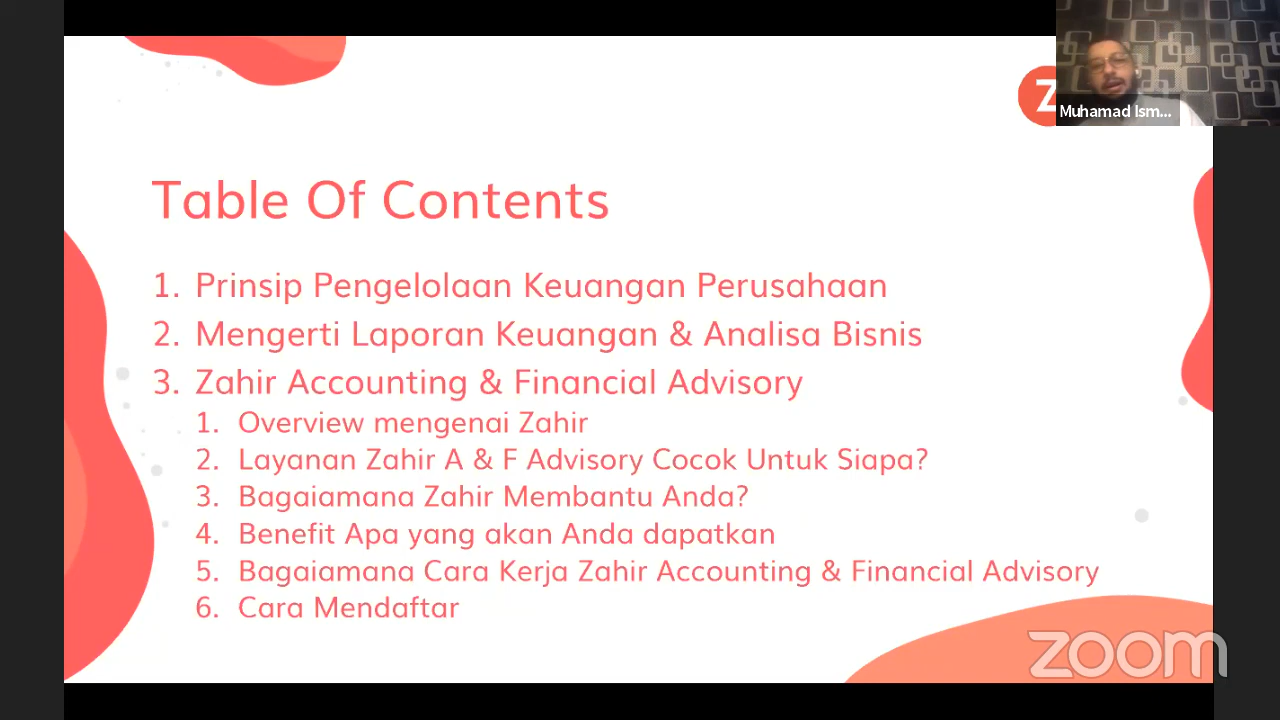 Z
Muhamad Ism...
Table Of Contents
1. Prinsip Pengelolaan Keuangan Perusahaan
2. Mengerti Laporan Keuangan & Analisa Bisnis
3. Zahir Accounting & Financial Advisory
1. Overview mengenai Zahir
2. Layanan Zahir A & F Advisory Cocok Untuk Siapa?
3. Bagaiamana Zahir Membantu Anda?
4. Benefit Apa yang akan Anda dapatkan
5. Bagaiamana Cara Kerja Zahir Accounting & Financial Advisory
6. Cara Mendaftar
zoom